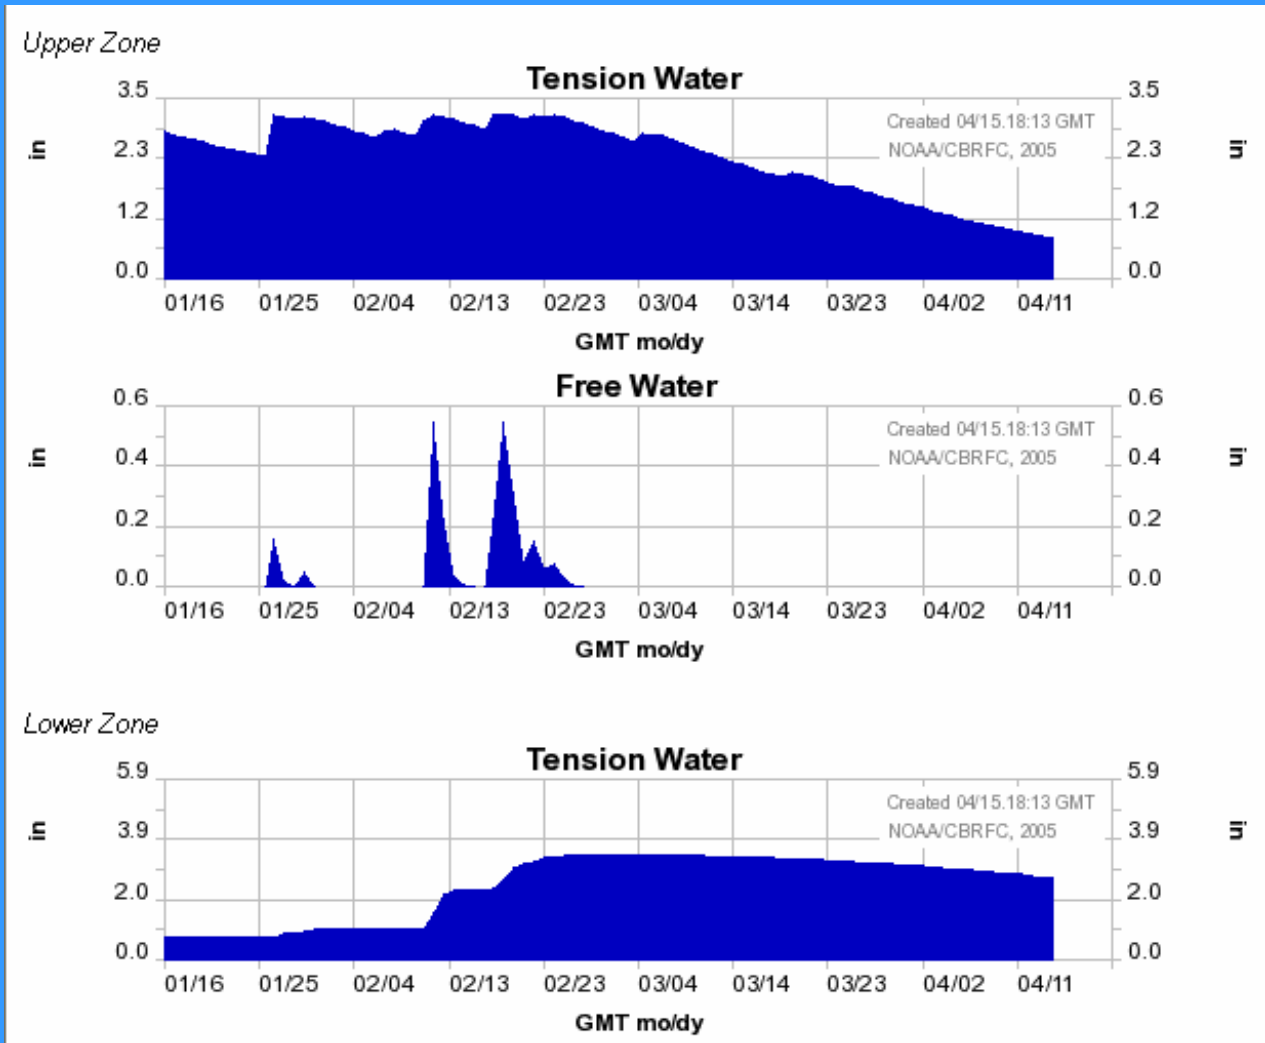 Upper Zone
Tension Water
3.5 3.5
Created 04/15.18:13 GMT
in 2.3 NOAA/CBRFC, 2005 2.3 in
1.2 1.2
0.0 0.0
01/16 01/25 02/04 02/13 02/23 03/04 03/14 03/23 04/02 04/11
GMT mo/dy
Free Water
0.6 0.6
Created 04/15.18:13 GMT
in 0.4 NOAA/CBRFC, 2005 0.4 in
0.2 0.2
0.0 0.0
01/16 01/25 02/04 02/13 02/23 03/04 03/14 03/23 04/02 04/11
GMT mo/dy
Lower Zone
Tension Water
5.9 5.9
Created 04/15.18:13 GMT
in 3.9 NOAA/CBRFC, 2005 3.9 in
2.0 2.0
0.0 0.0
01/16 01/25 02/04 02/13 02/23 03/04 03/14 03/23 04/02 04/11
GMT mo/dy